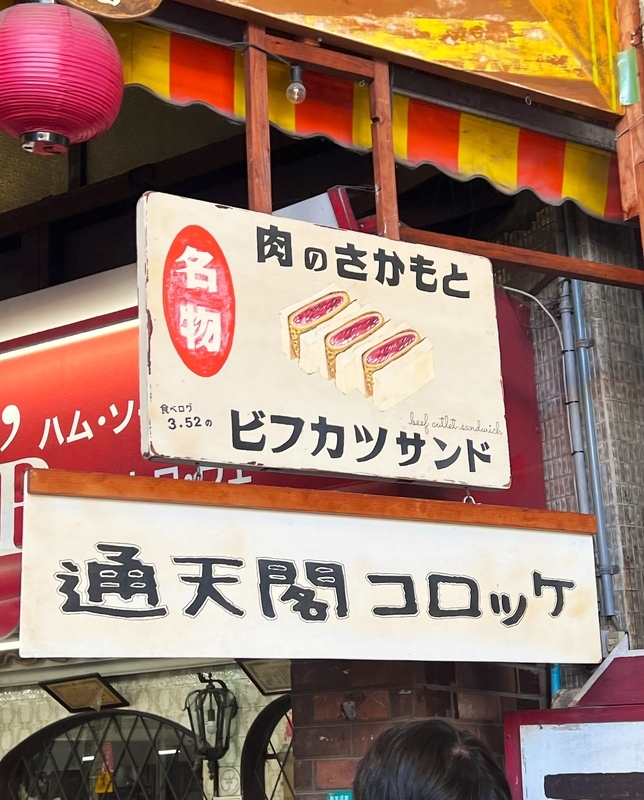 肉のさかもと
名物
食べログ
3.52の
ビフカツサンド
beef cutlet sandwich
ハム・ソ
通天閣コロッケ